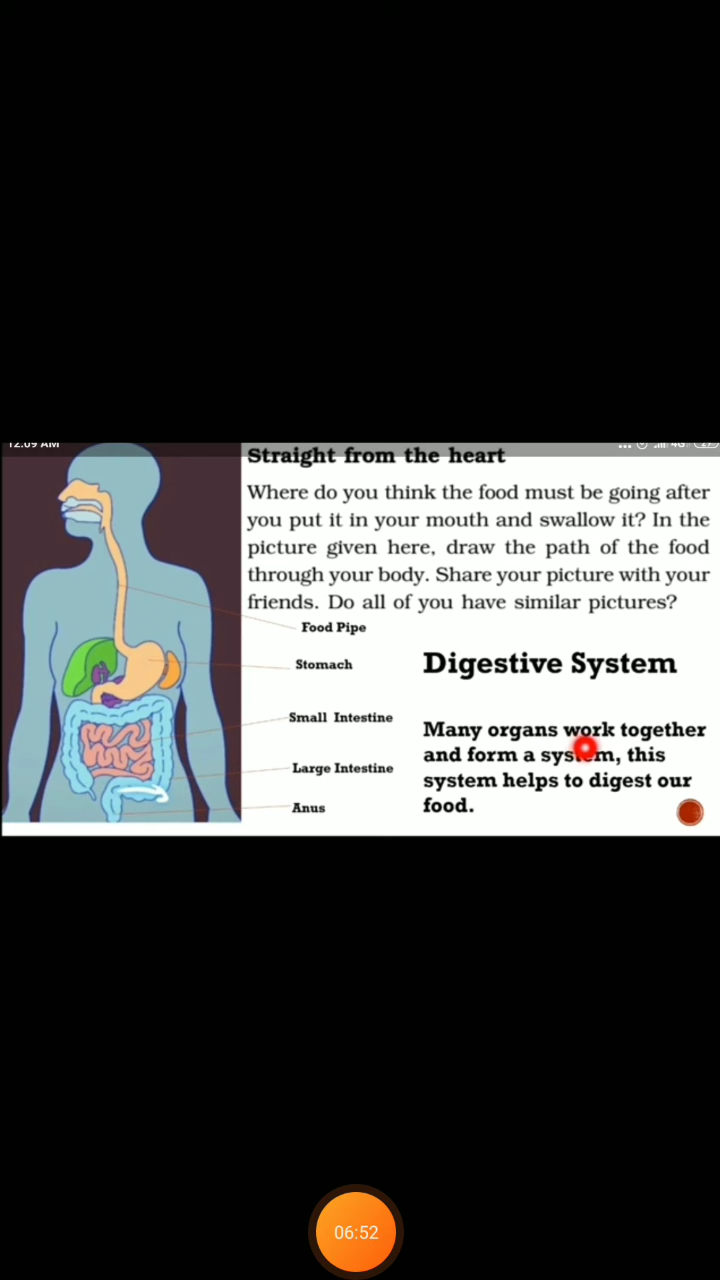 12:09 AM
Straight from the heart
Where do you think the food must be going after
you put it in your mouth and swallow it? In the
picture given here, draw the path of the food
through your body. Share your picture with your
friends. Do all of you have similar pictures?
Food Pipe
Stomach
Digestive System
Small Intestine
Many organs work together
and form a system, this
Large Intestine
system helps to digest our
Anus
food.
06:52